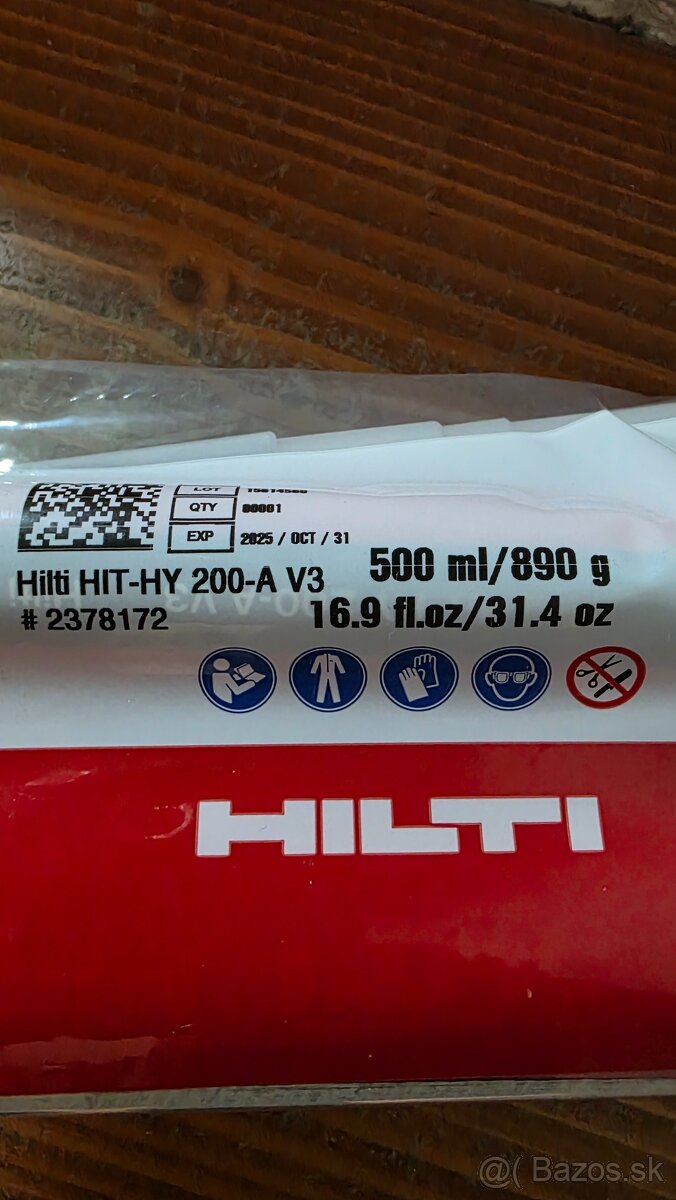 LOT
QTY 00001
EXP 2025 / OCT / 31
Hilti HIT-HY 200-A V3 500 ml/890 g
# 2378172 16.9 fl.oz/31.4 oz
HILTI
@( Bazos.sk